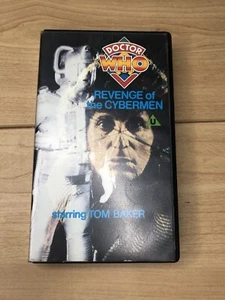 DOCTOR
WHO
REVENGE of
the CYBERMEN
U
starring TOM BAKER